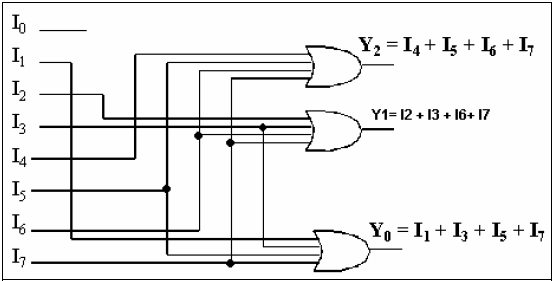 I0
I1
I2
I3
I4
I5
I6
I7
Y2 = I4 + I5 + I6 + I7
Y1= I2 + I3 + I6+ I7
Y0 = I1 + I3 + I5 + I7